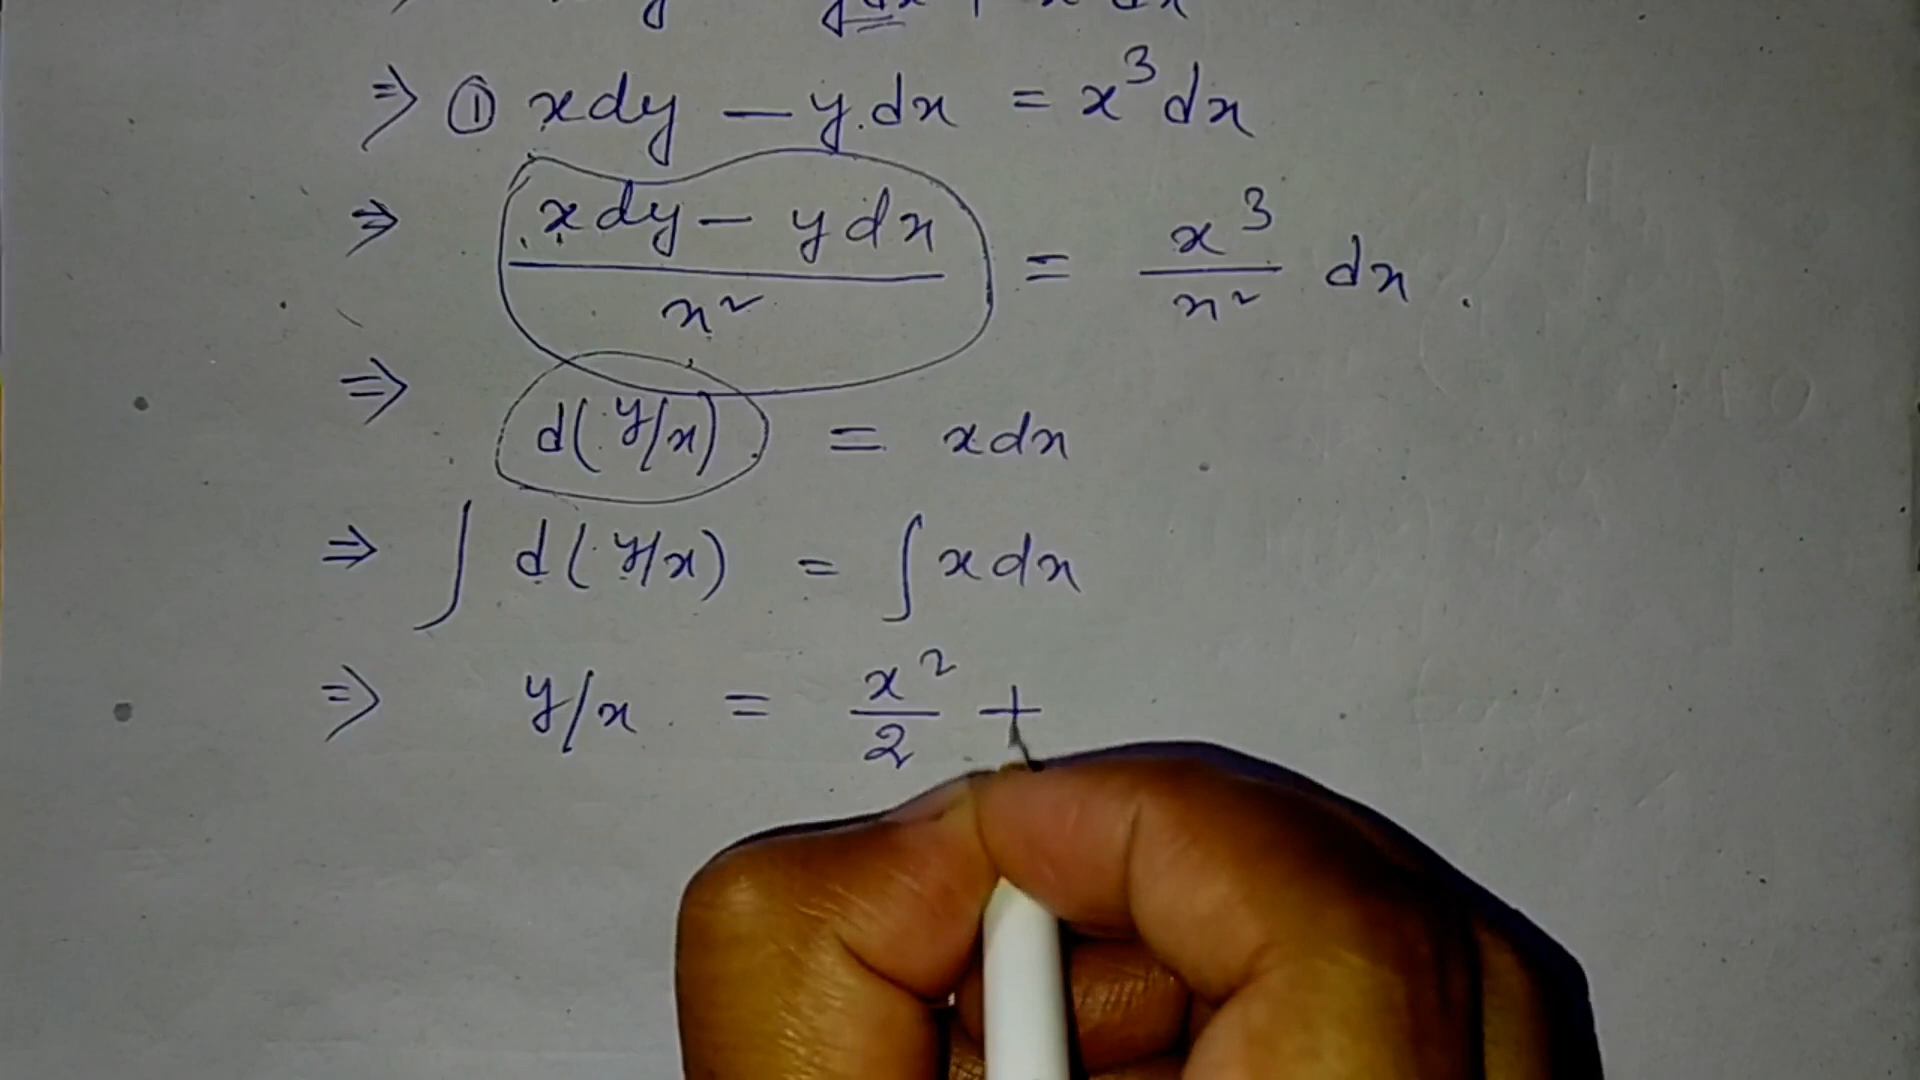 ⇒ ① xdy – y.dx = x³dx
⇒ (xdy – ydx)/x² = x³/x² dx .
⇒ d(y/x) = xdx
⇒ ∫ d(y/x) = ∫ xdx
⇒ y/x = x²/2 +